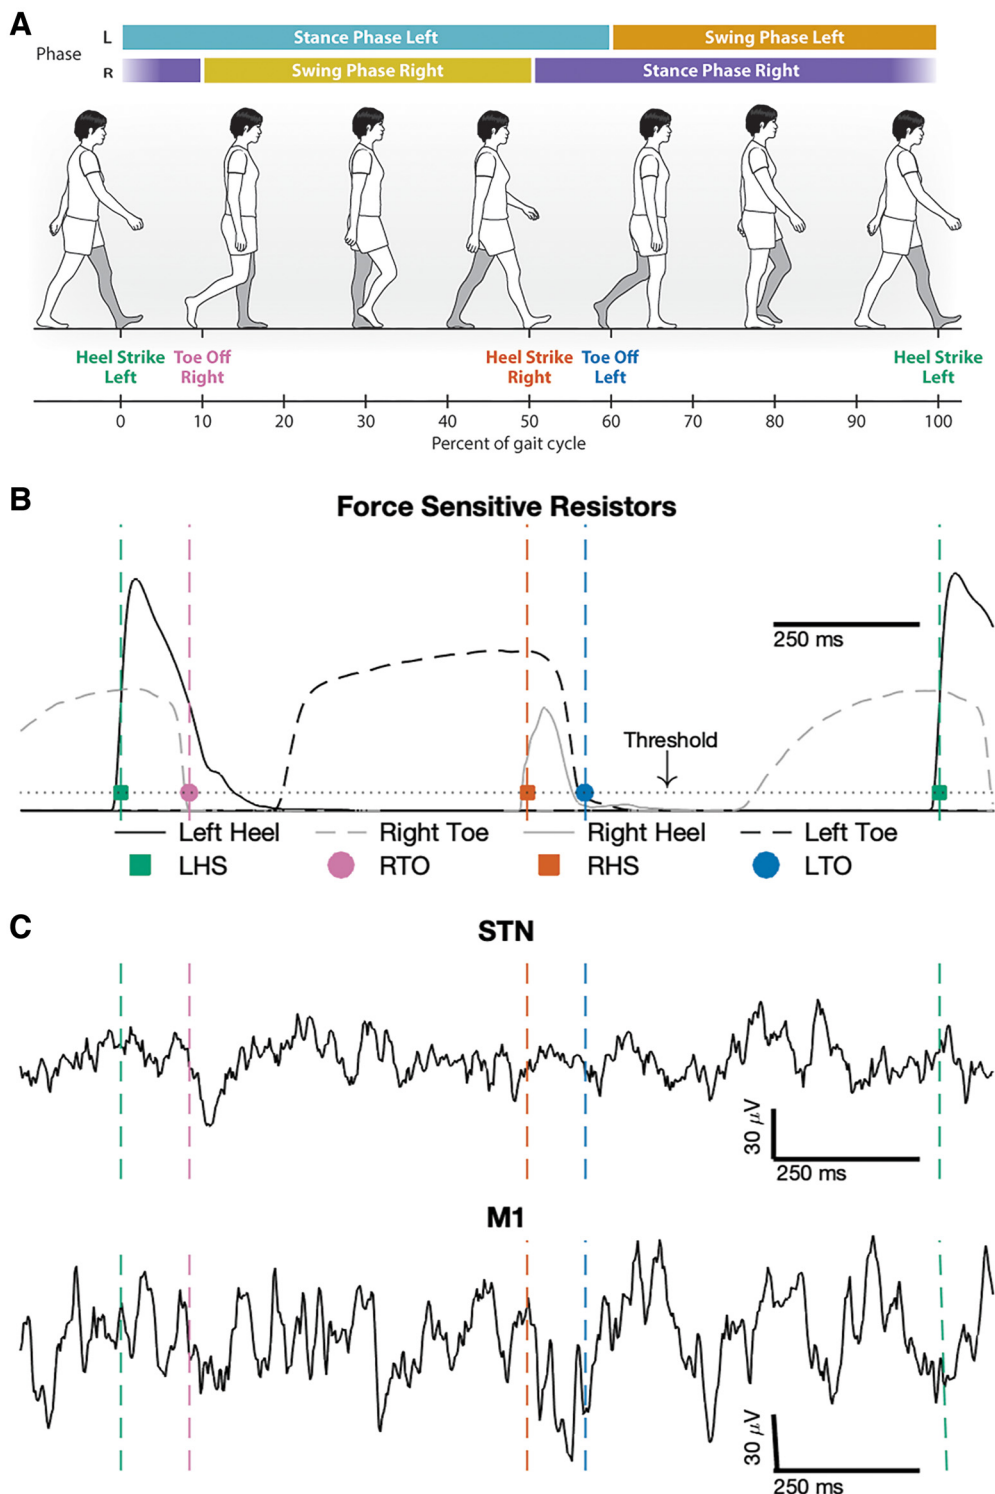 A
Phase
L
Stance Phase Left
Swing Phase Left
R
Swing Phase Right
Stance Phase Right
Heel Strike
Left
Toe Off
Right
Heel Strike
Right
Toe Off
Left
Heel Strike
Left
0 10 20 30 40 50 60 70 80 90 100
Percent of gait cycle
B
Force Sensitive Resistors
250 ms
Threshold
Left Heel Right Toe Right Heel Left Toe
LHS RTO RHS LTO
C
STN
30 μV
250 ms
M1
30 μV
250 ms